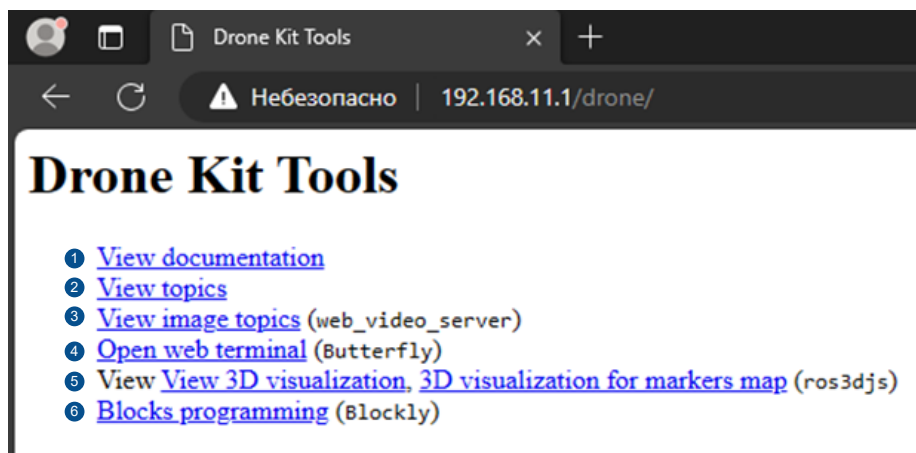 Drone Kit Tools
Небезопасно | 192.168.11.1/drone/
Drone Kit Tools
1 View documentation
2 View topics
3 View image topics (web_video_server)
4 Open web terminal (Butterfly)
5 View View 3D visualization, 3D visualization for markers map (ros3djs)
6 Blocks programming (Blockly)